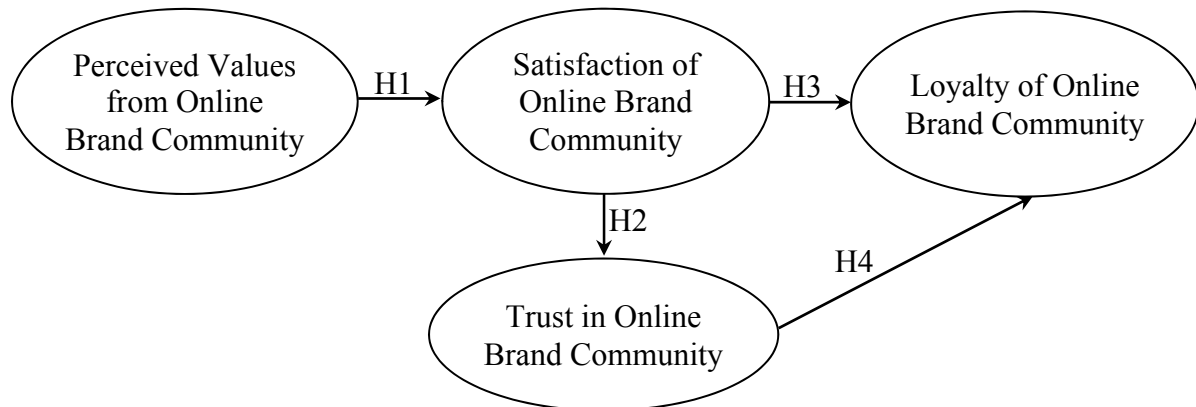 Perceived Values
from Online
Brand Community
H1
Satisfaction of
Online Brand
Community
H3
Loyalty of Online
Brand Community
H2
H4
Trust in Online
Brand Community